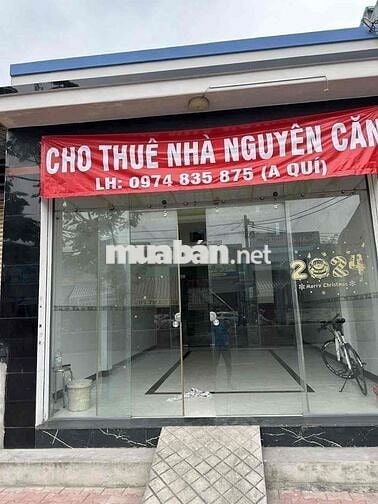 CHO THUÊ NHÀ NGUYÊN CĂN
LH: 0974 835 875 (A QUÍ)
muaban.net
2024
Merry Christmas